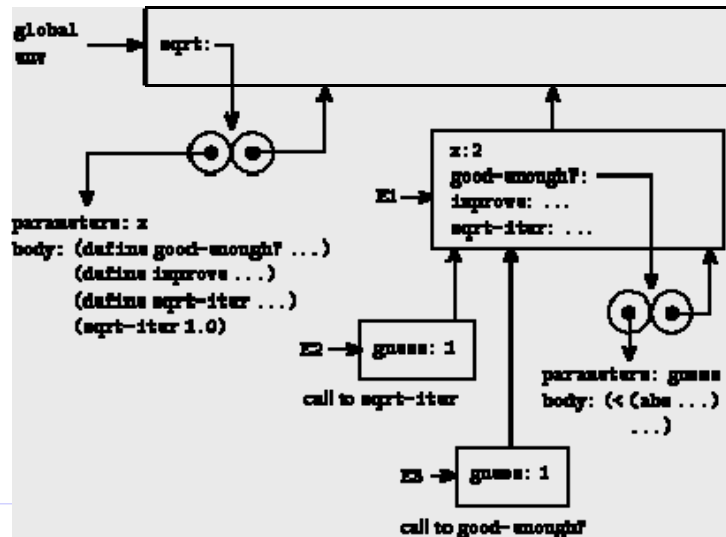 global
env
sqrt:
x:2
good-enough?:
E1
improve: ...
sqrt-iter: ...
parameters: x
body: (define good-enough? ...)
(define improve ...)
(define sqrt-iter ...)
(sqrt-iter 1.0)
E2
guess: 1
call to sqrt-iter
parameters: guess
body: (< (abs ...)
...)
E3
guess: 1
call to good-enough?